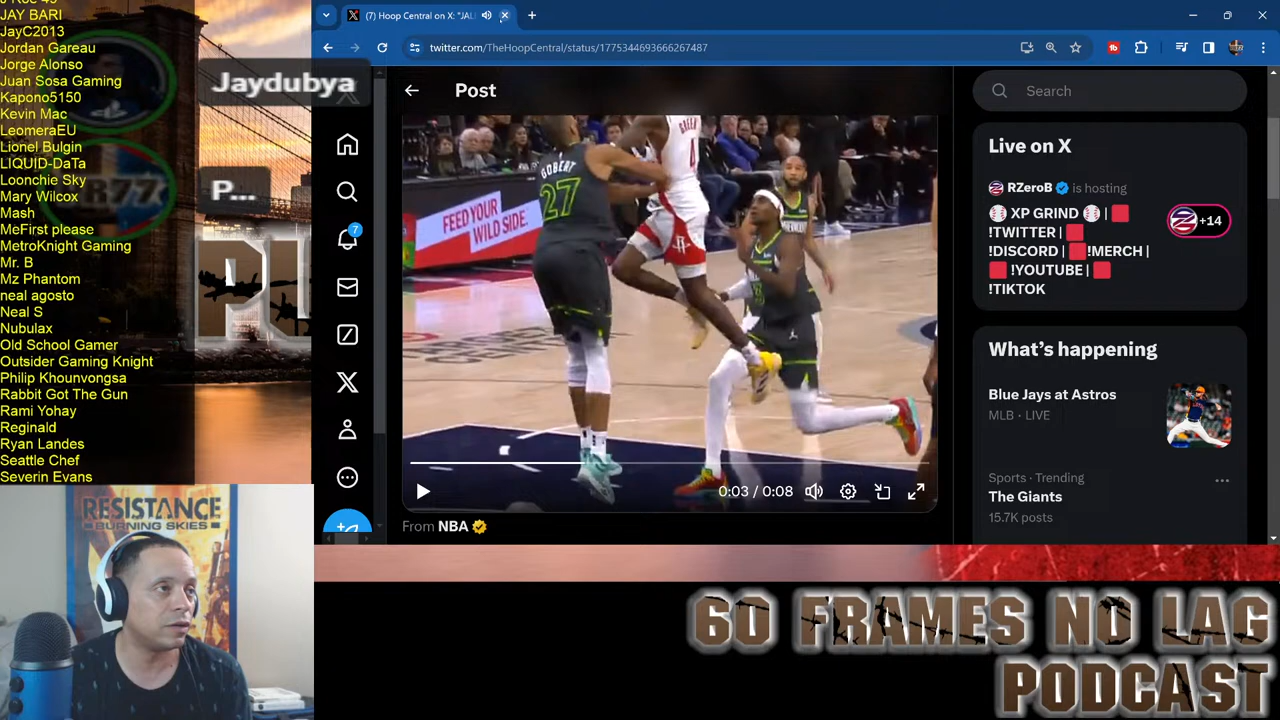 JAY BARI
JayC2013
Jordan Gareau
Jorge Alonso
Juan Sosa Gaming
Kapono5150
Kevin Mac
LeomeraEU
Lionel Bulgin
LIQUID-DaTa
Loonchie Sky
Mary Wilcox
Mash
MeFirst please
MetroKnight Gaming
Mr. B
Mz Phantom
neal agosto
Neal S
Nubulax
Old School Gamer
Outsider Gaming Knight
Philip Khounvongsa
Rabbit Got The Gun
Rami Yohay
Reginald
Ryan Landes
Seattle Chef
Severin Evans
Jaydubya
P...
R77
RESISTANCE
BURNING SKIES
(7) Hoop Central on X: "JAL
twitter.com/TheHoopCentral/status/1775344693666267487
7
Post
GOBERT
27
GREEN
4
FEED YOUR
WILD SIDE.
0:03 / 0:08
From NBA
Search
Live on X
RZeroB is hosting
XP GRIND |
!TWITTER |
!DISCORD | !MERCH |
!YOUTUBE |
!TIKTOK
+14
What's happening
Blue Jays at Astros
MLB · LIVE
Sports · Trending
The Giants
15.7K posts
60 FRAMES NO LAG
PODCAST